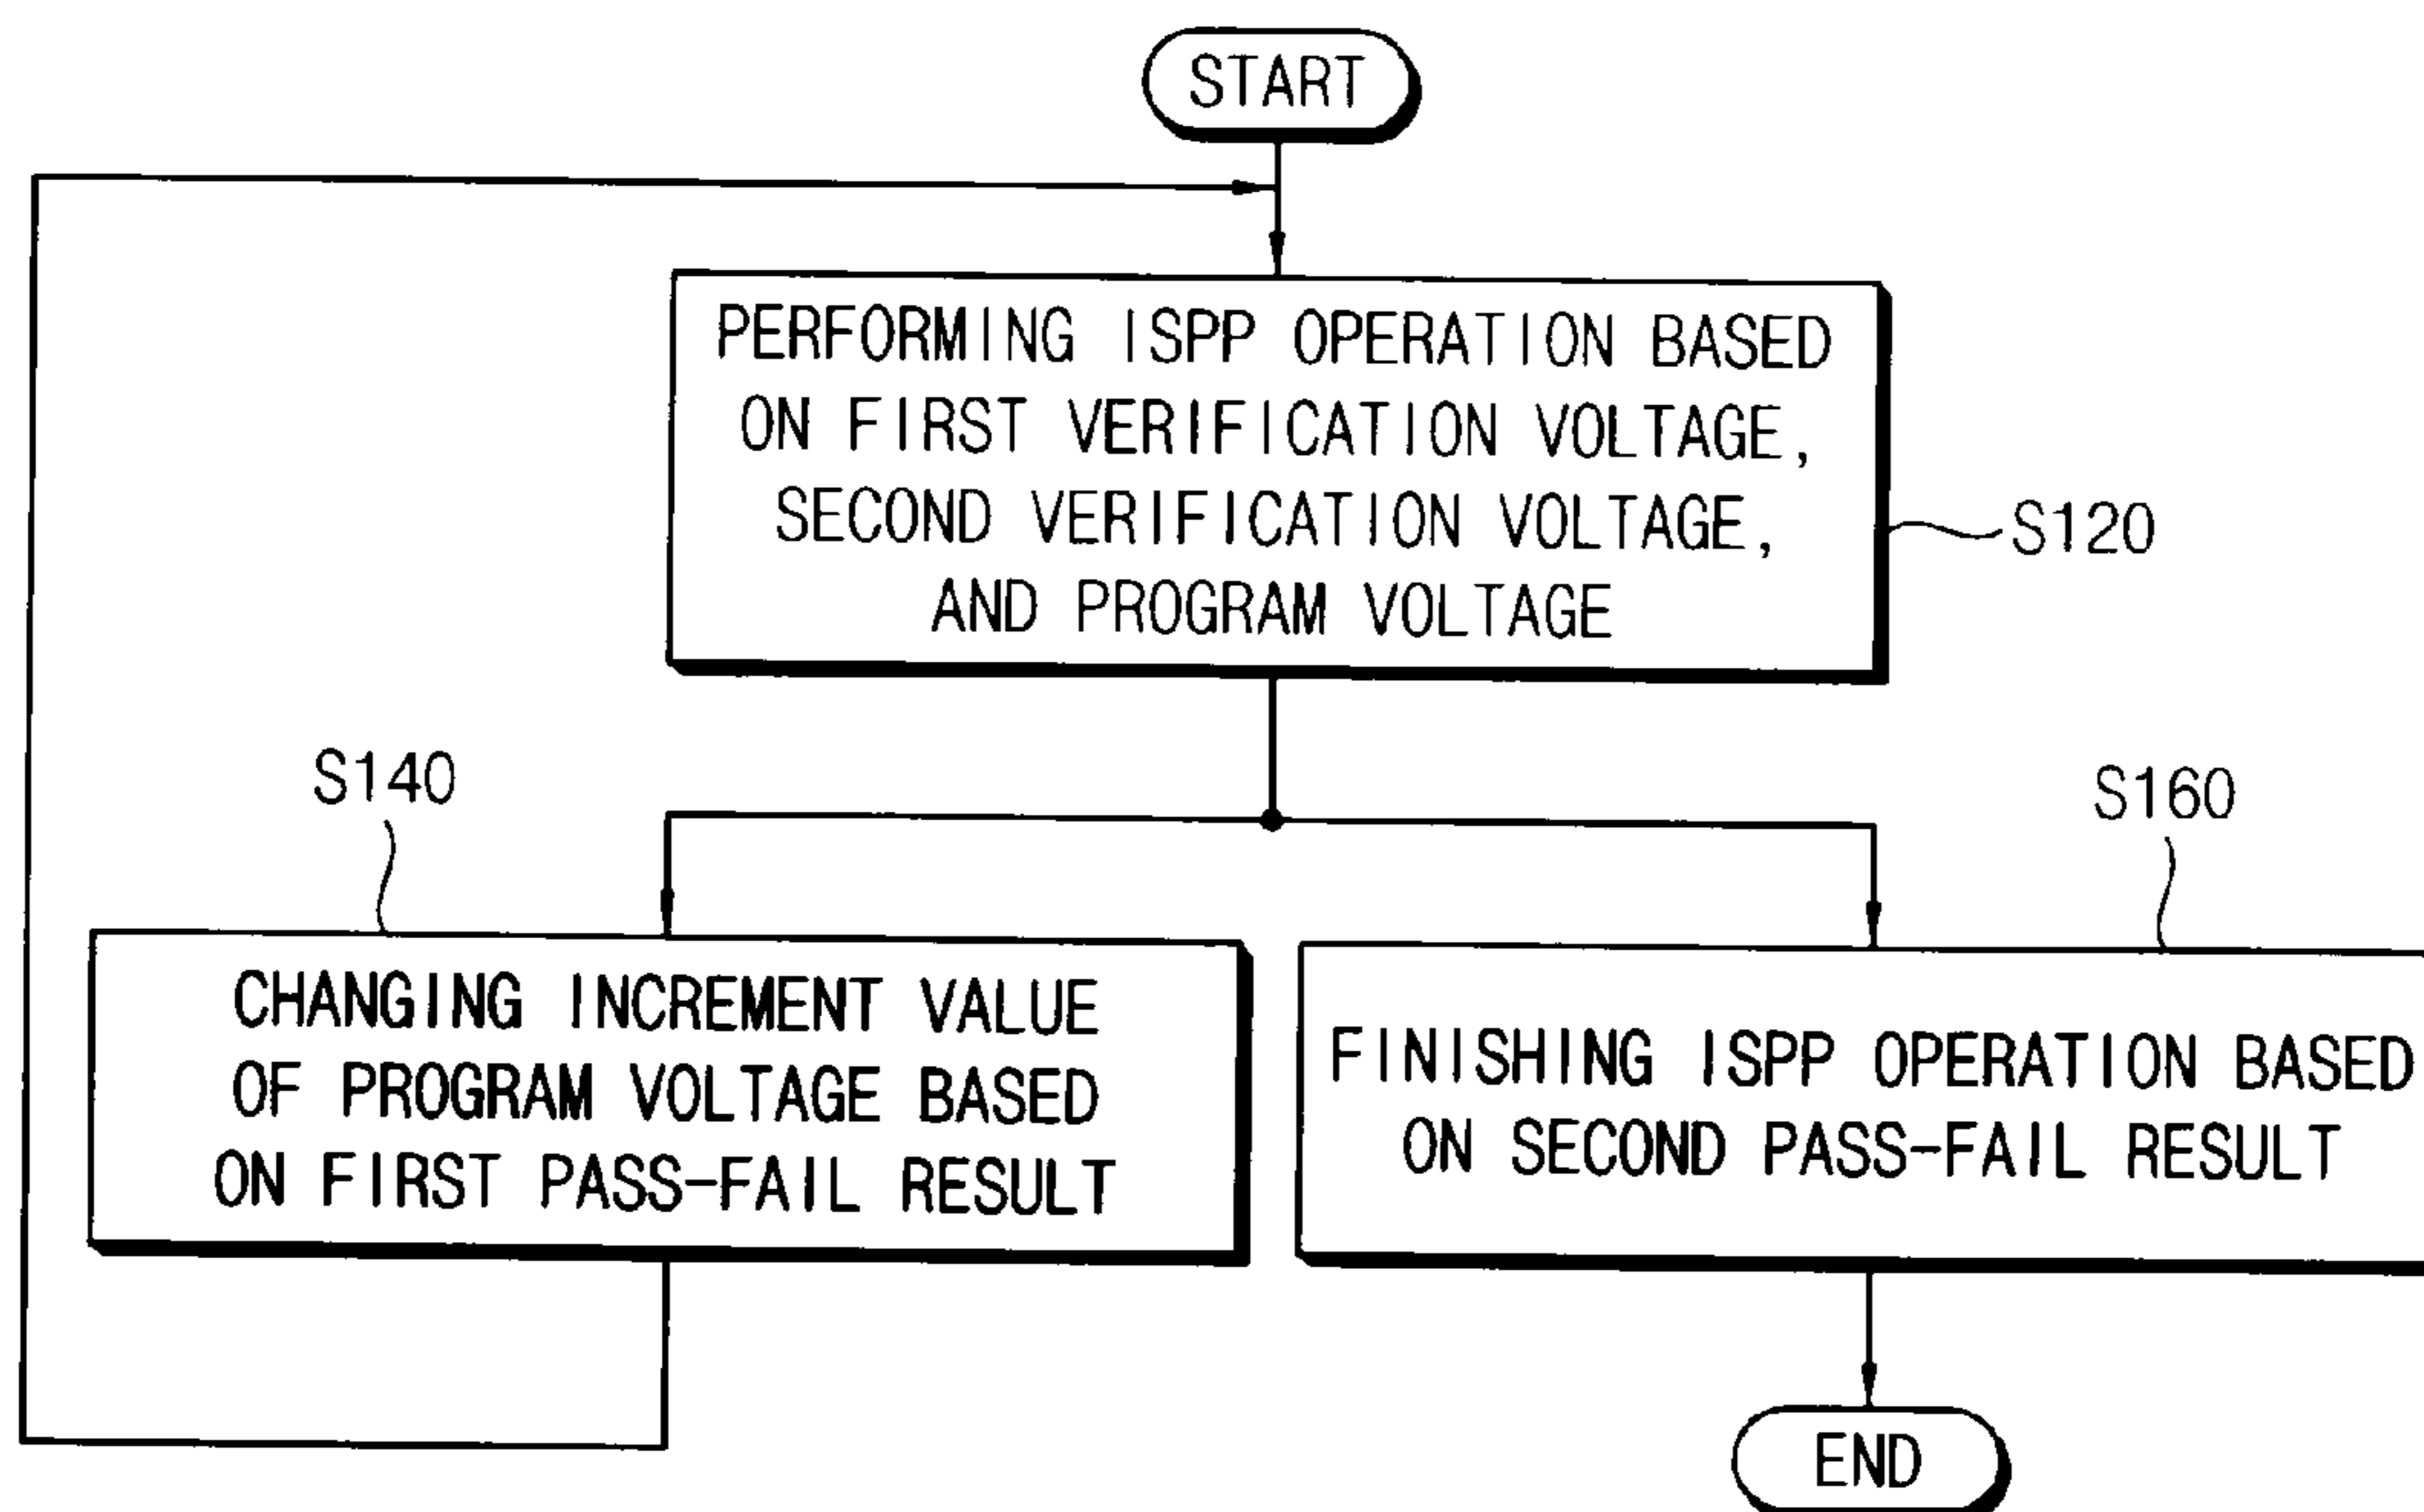 START
PERFORMING ISPP OPERATION BASED
ON FIRST VERIFICATION VOLTAGE,
SECOND VERIFICATION VOLTAGE,
AND PROGRAM VOLTAGE
S120
S140
S160
CHANGING INCREMENT VALUE
OF PROGRAM VOLTAGE BASED
ON FIRST PASS-FAIL RESULT
FINISHING ISPP OPERATION BASED
ON SECOND PASS-FAIL RESULT
END